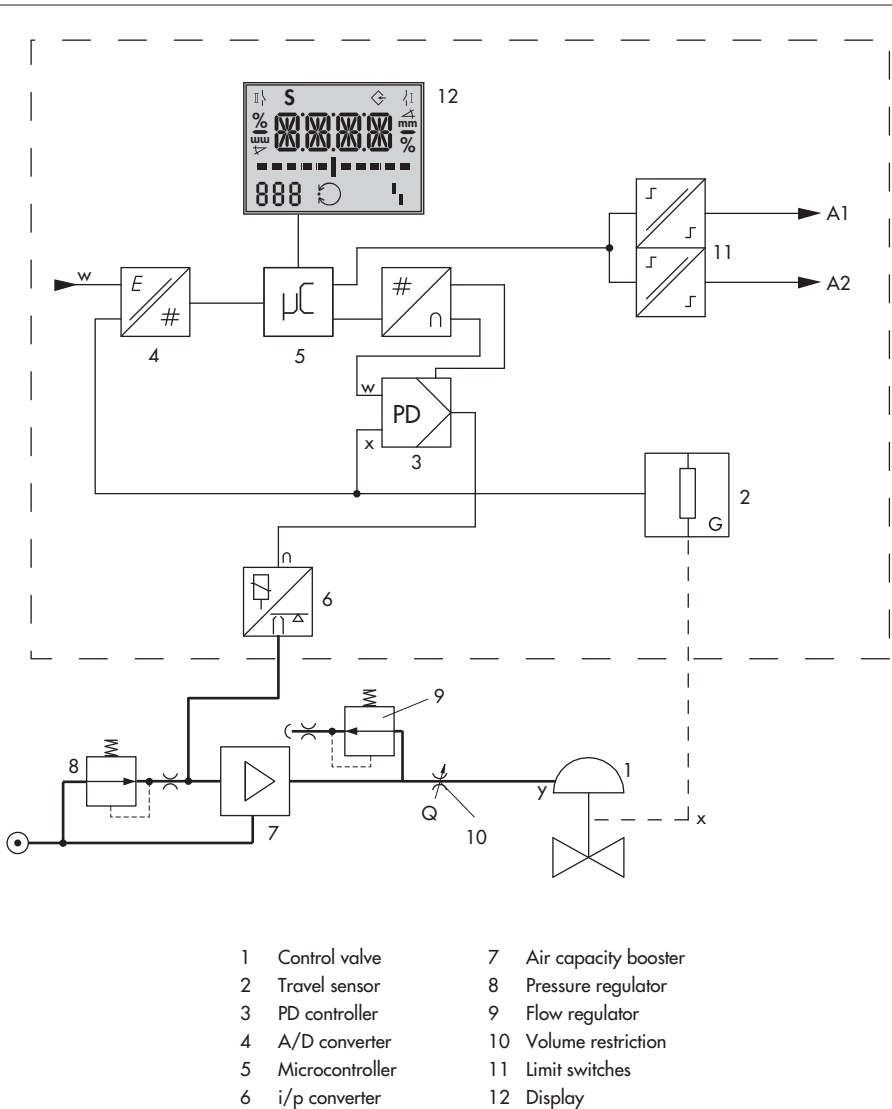 S
12
%
mm
mm
%
888
A1
11
A2
w
E
#
4
µC
5
#
∩
w
PD
x
3
2
G
∩
6
9
8
1
y
Q
10
7
x
1 Control valve
2 Travel sensor
3 PD controller
4 A/D converter
5 Microcontroller
6 i/p converter
7 Air capacity booster
8 Pressure regulator
9 Flow regulator
10 Volume restriction
11 Limit switches
12 Display